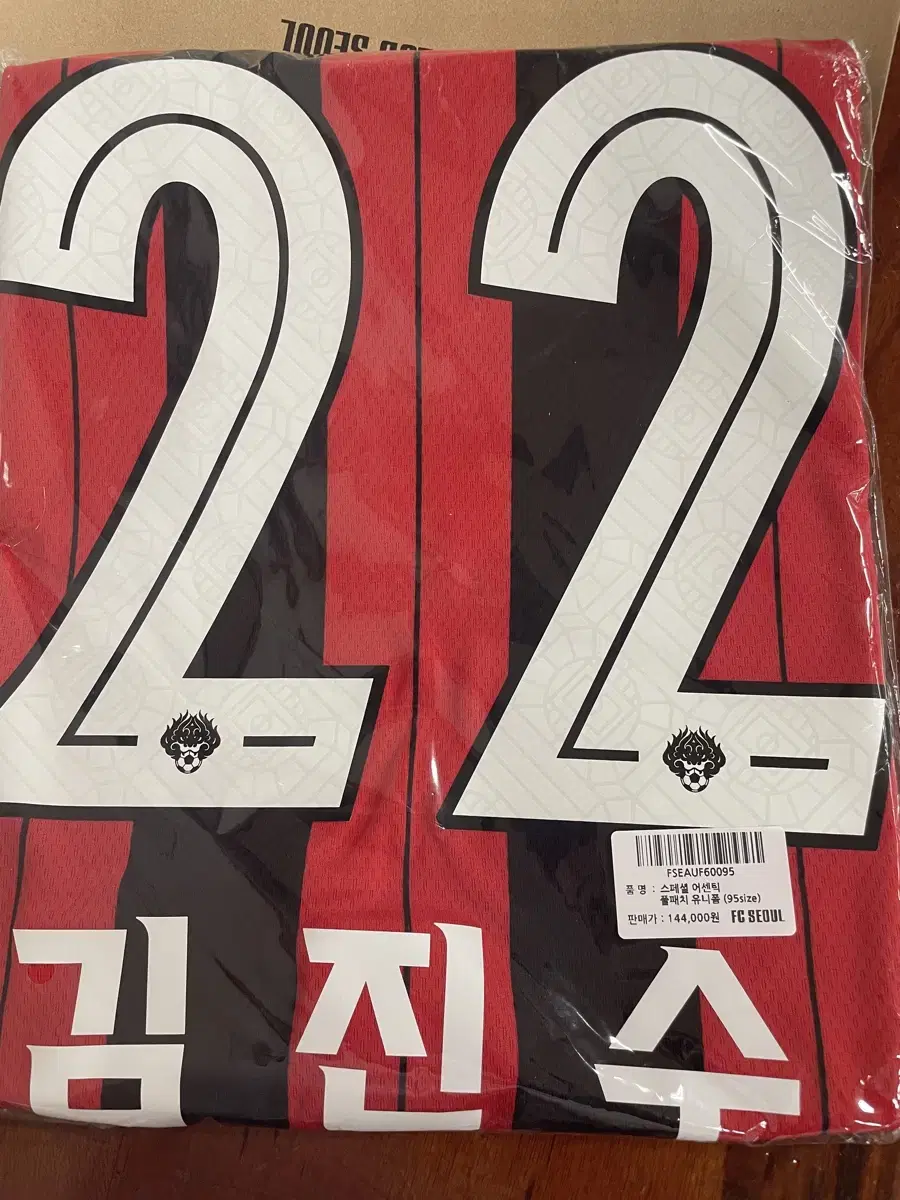 SEOUL
22
FSEAUF60095
품 명 : 스페셜 어센틱
풀패치 유니폼 (95size)
판매가 : 144,000원 FC SEOUL
김진수